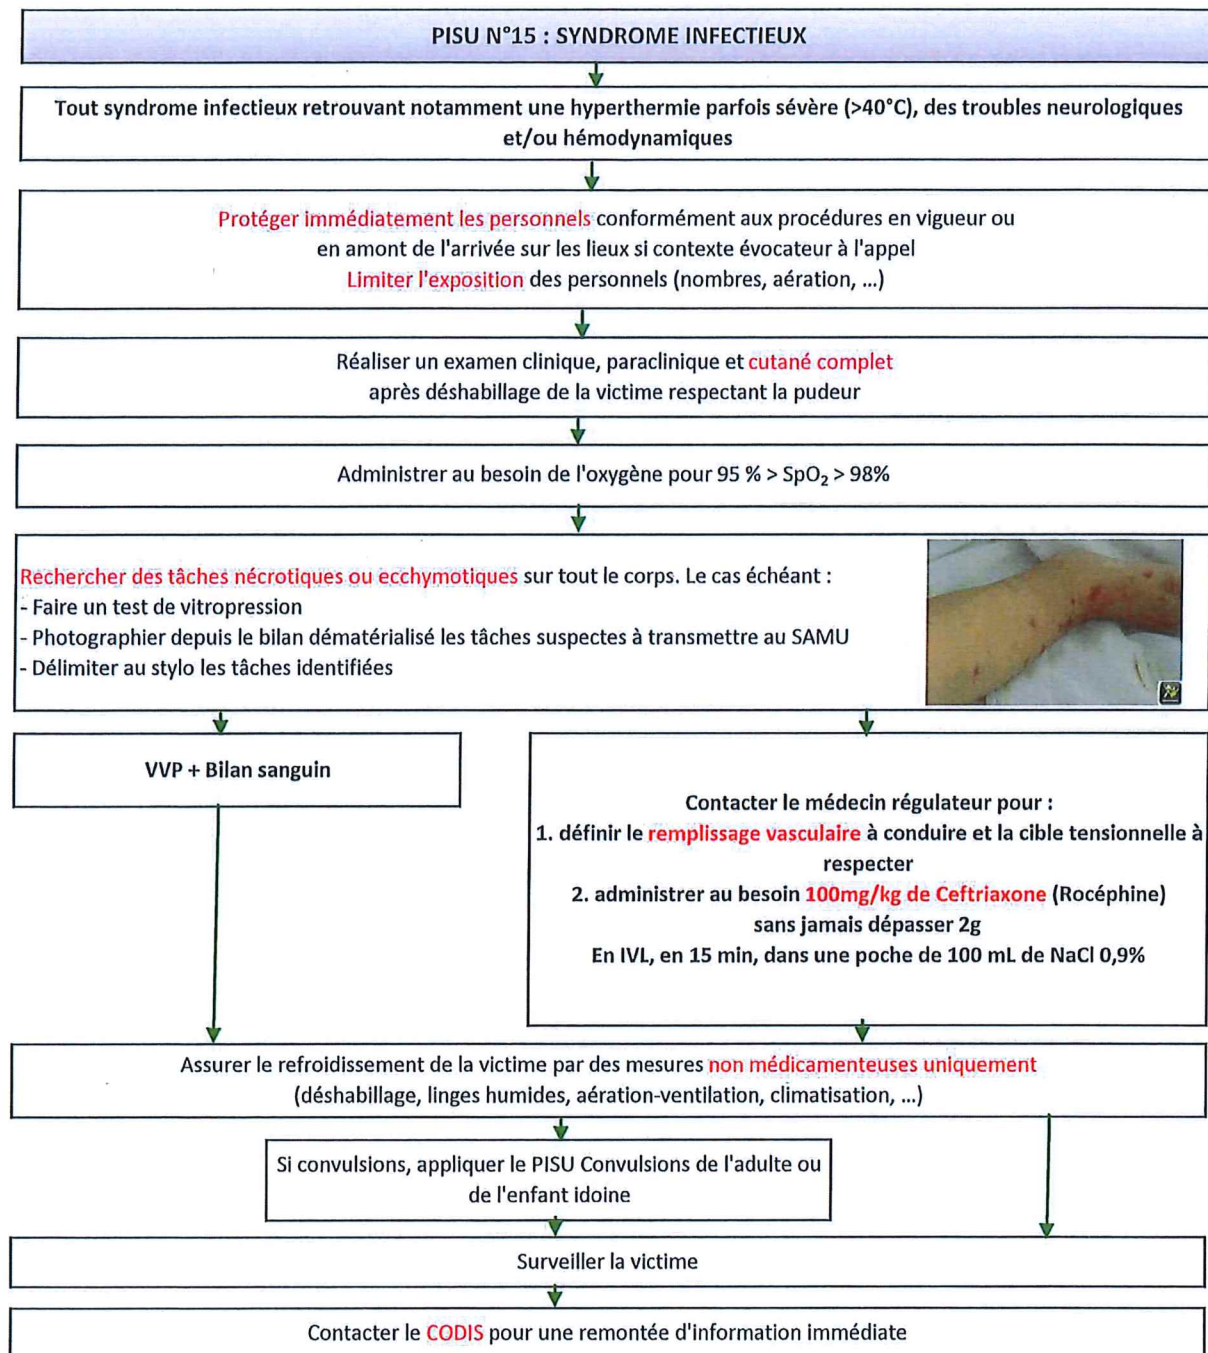 PISU N°15 : SYNDROME INFECTIEUX
Tout syndrome infectieux retrouvant notamment une hyperthermie parfois sévère (>40°C), des troubles neurologiques
et/ou hémodynamiques
Protéger immédiatement les personnels conformément aux procédures en vigueur ou
en amont de l'arrivée sur les lieux si contexte évocateur à l'appel
Limiter l'exposition des personnels (nombres, aération, ...)
Réaliser un examen clinique, paraclinique et cutané complet
après déshabillage de la victime respectant la pudeur
Administrer au besoin de l'oxygène pour 95 % > SpO₂ > 98%
Rechercher des tâches nécrotiques ou ecchymotiques sur tout le corps. Le cas échéant :
- Faire un test de vitropression
- Photographier depuis le bilan dématérialisé les tâches suspectes à transmettre au SAMU
- Délimiter au stylo les tâches identifiées
VVP + Bilan sanguin
Contacter le médecin régulateur pour :
1. définir le remplissage vasculaire à conduire et la cible tensionnelle à
respecter
2. administrer au besoin 100mg/kg de Ceftriaxone (Rocéphine)
sans jamais dépasser 2g
En IVL, en 15 min, dans une poche de 100 mL de NaCl 0,9%
Assurer le refroidissement de la victime par des mesures non médicamenteuses uniquement
(déshabillage, linges humides, aération-ventilation, climatisation, ...)
Si convulsions, appliquer le PISU Convulsions de l'adulte ou
de l'enfant idoine
Surveiller la victime
Contacter le CODIS pour une remontée d'information immédiate